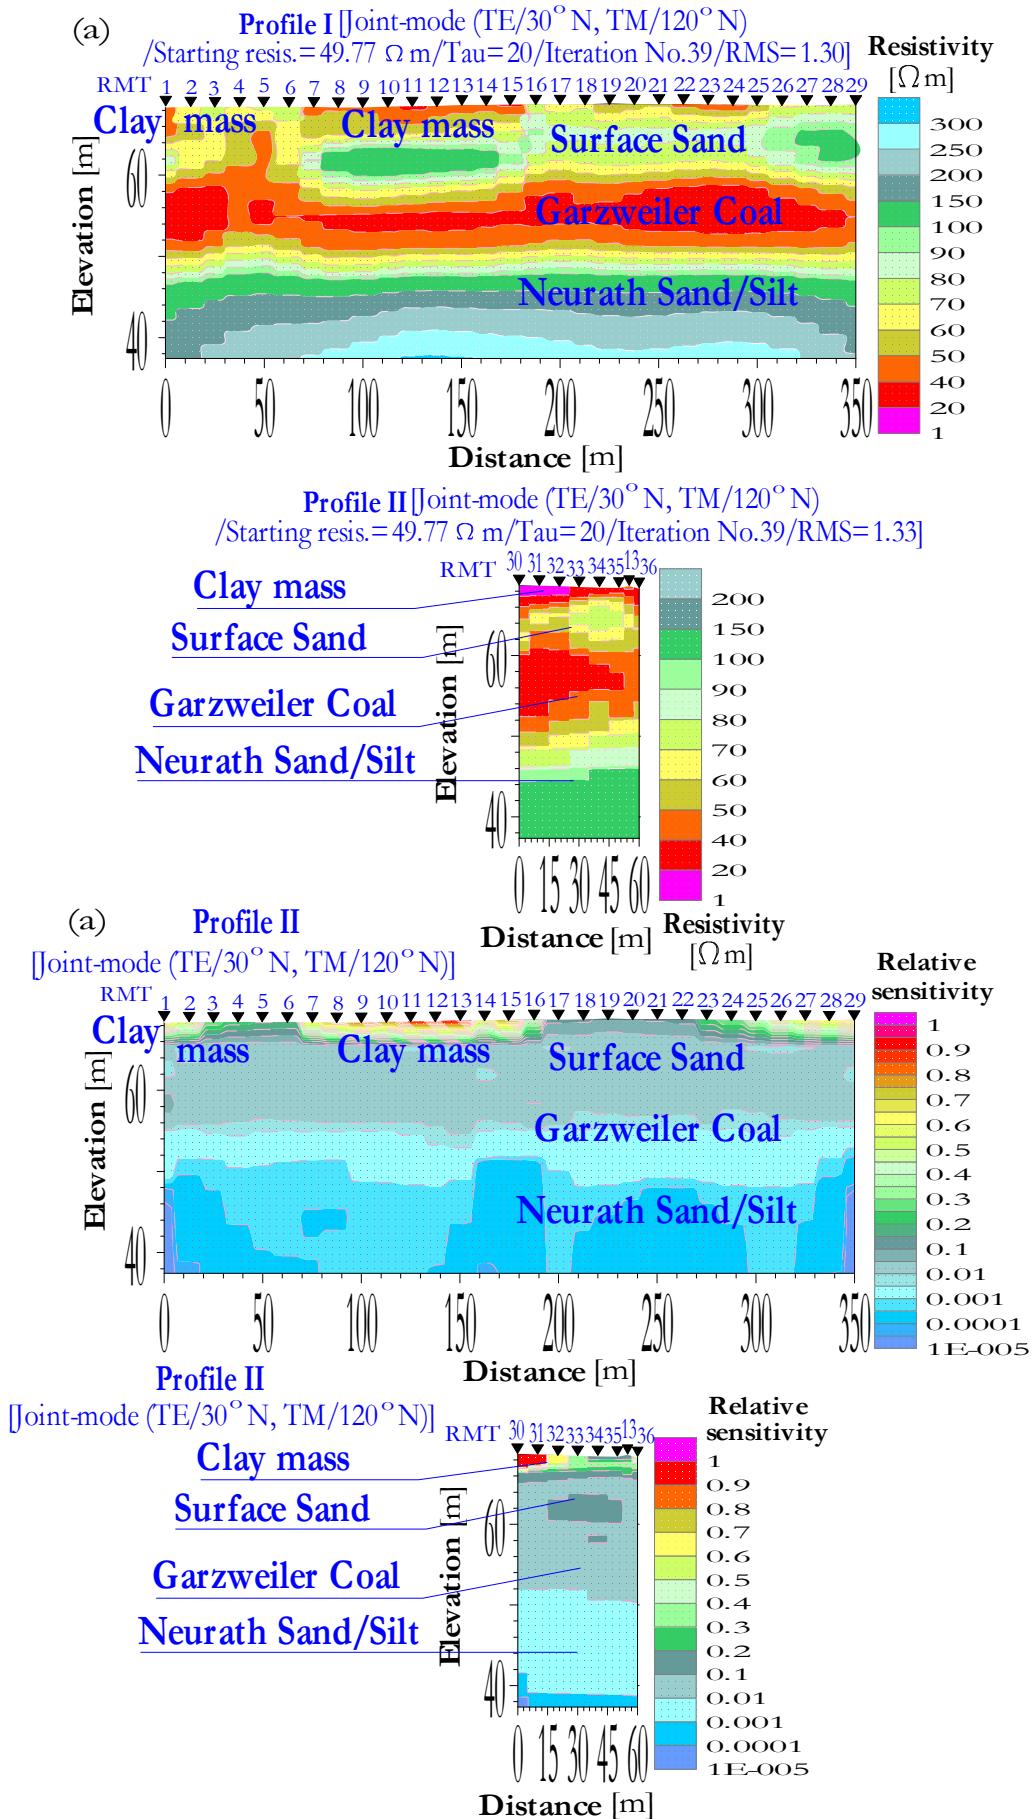 (a)
Profile I [Joint-mode (TE/30° N, TM/120° N)
/Starting resis.=49.77 Ω m/Tau=20/Iteration No.39/RMS=1.30]
Resistivity
[Ω m]
RMT 1 2 3 4 5 6 7 8 9 10 11 12 13 14 15 16 17 18 19 20 21 22 23 26 27 28 29
Clay mass
Clay mass
Surface Sand
Garzweiler Coal
Neurath Sand/Silt
Elevation [m]
60
40
0 50 100 150 200 250 300 350
Distance [m]
300
250
200
150
100
90
80
70
60
50
40
20
1
Profile II [Joint-mode (TE/30° N, TM/120° N)
/Starting resis.=49.77 Ω m/Tau=20/Iteration No.39/RMS=1.33]
RMT 30 31 32 33 34 35 13 36
Clay mass
Surface Sand
Garzweiler Coal
Neurath Sand/Silt
Elevation [m]
60
40
0 15 30 45 60
Distance [m]
200
150
100
90
80
70
60
50
40
20
1
Resistivity
[Ω m]
(a)
Profile II
[Joint-mode (TE/30° N, TM/120° N)]
Relative
sensitivity
RMT 1 2 3 4 5 6 7 8 9 10 11 12 13 14 15 16 17 18 19 20 21 22 23 26 27 28 29
Clay mass
Clay mass
Surface Sand
Garzweiler Coal
Neurath Sand/Silt
Elevation [m]
60
40
0 50 100 150 200 250 300 350
Distance [m]
1
0.9
0.8
0.7
0.6
0.5
0.4
0.3
0.2
0.1
0.01
0.001
0.0001
1E-005
Profile II
[Joint-mode (TE/30° N, TM/120° N)]
Relative
sensitivity
RMT 30 31 32 33 34 35 13 36
Clay mass
Surface Sand
Garzweiler Coal
Neurath Sand/Silt
Elevation [m]
60
40
0 15 30 45 60
Distance [m]
1
0.9
0.8
0.7
0.6
0.5
0.4
0.3
0.2
0.1
0.01
0.001
0.0001
1E-005